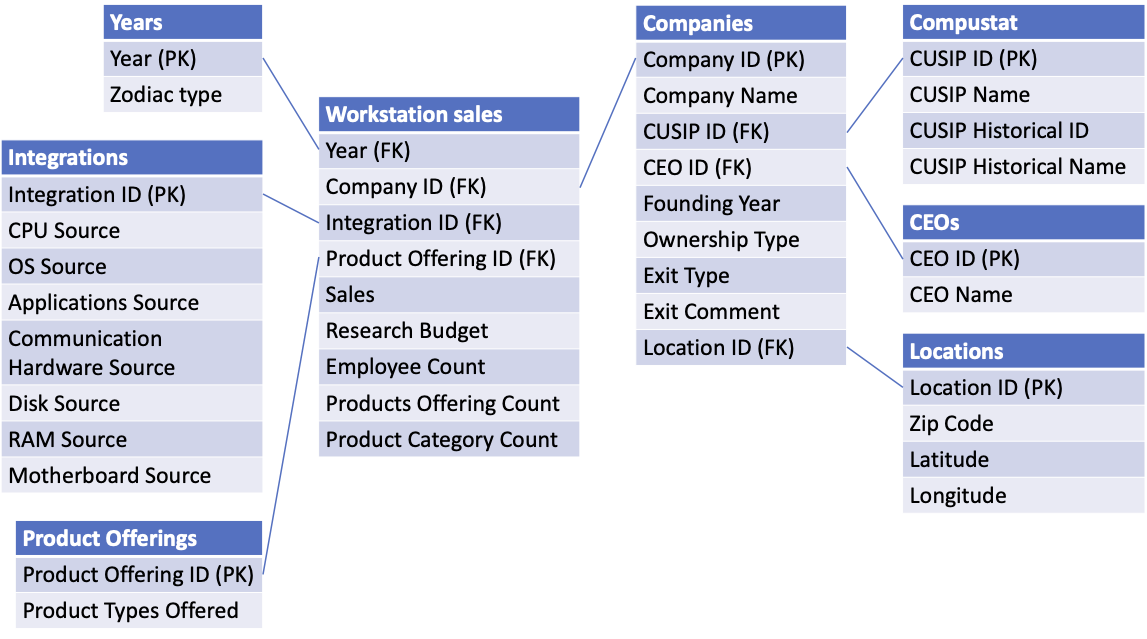 Years
Year (PK)
Zodiac type
Integrations
Integration ID (PK)
CPU Source
OS Source
Applications Source
Communication
Hardware Source
Disk Source
RAM Source
Motherboard Source
Product Offerings
Product Offering ID (PK)
Product Types Offered
Workstation sales
Year (FK)
Company ID (FK)
Integration ID (FK)
Product Offering ID (FK)
Sales
Research Budget
Employee Count
Products Offering Count
Product Category Count
Companies
Company ID (PK)
Company Name
CUSIP ID (FK)
CEO ID (FK)
Founding Year
Ownership Type
Exit Type
Exit Comment
Location ID (FK)
Compustat
CUSIP ID (PK)
CUSIP Name
CUSIP Historical ID
CUSIP Historical Name
CEOs
CEO ID (PK)
CEO Name
Locations
Location ID (PK)
Zip Code
Latitude
Longitude